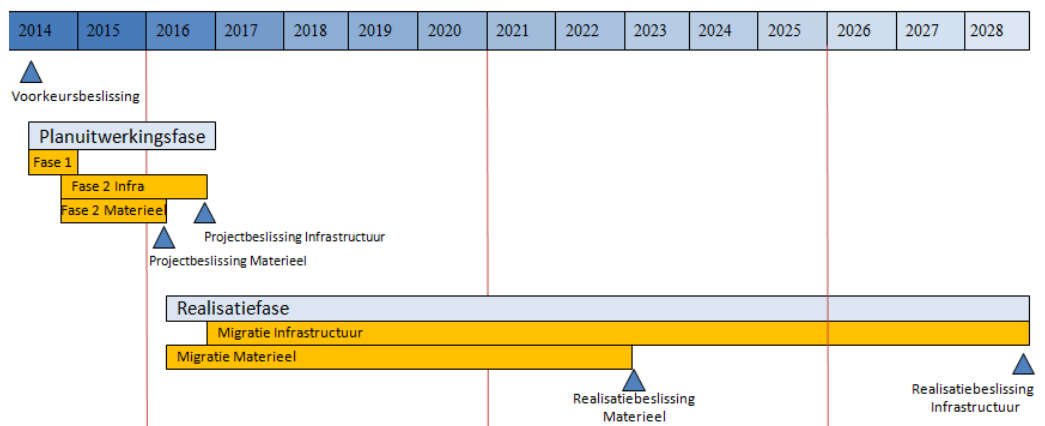 2014 2015 2016 2017 2018 2019 2020 2021 2022 2023 2024 2025 2026 2027 2028
Voorkeursbeslissing
Planuitwerkingsfase
Fase 1
Fase 2 Infra
Fase 2 Materieel
Projectbeslissing Infrastructuur
Projectbeslissing Materieel
Realisatiefase
Migratie Infrastructuur
Migratie Materieel
Realisatiebeslissing
Materieel
Realisatiebeslissing
Infrastructuur